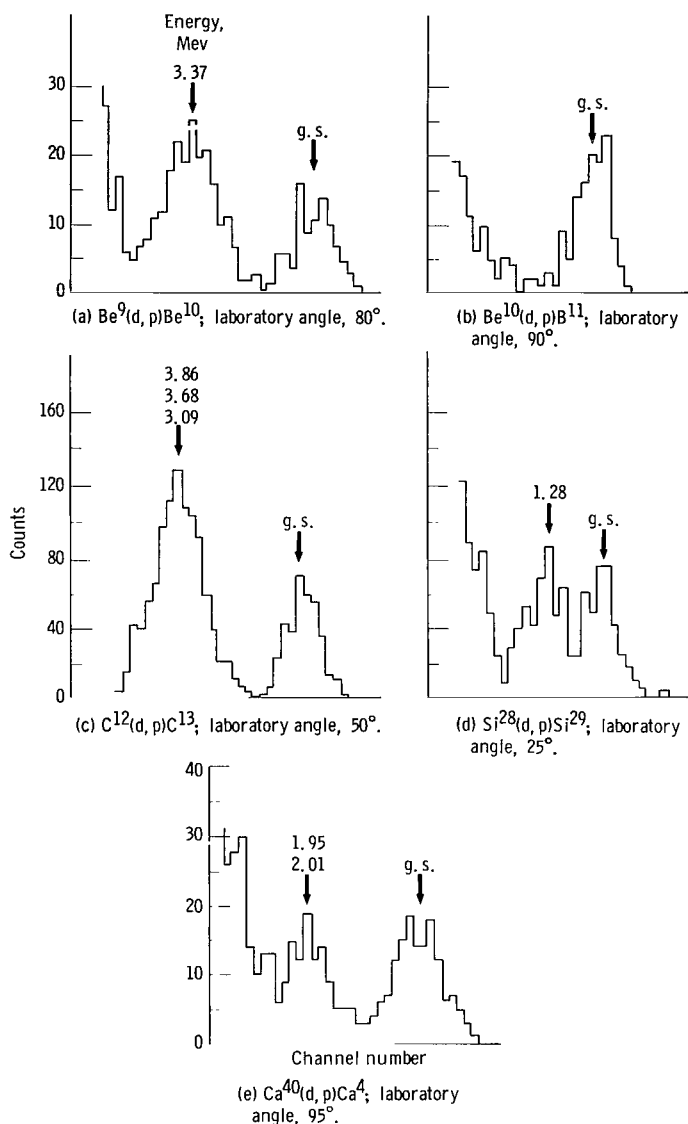 Energy,
Mev
3.37
g.s.
g.s.
30
20
10
0
(a) Be⁹(d,p)Be¹⁰; laboratory angle, 80°.
(b) Be¹⁰(d,p)B¹¹; laboratory
angle, 90°.
3.86
3.68
3.09
g.s.
1.28
g.s.
160
120
80
40
0
Counts
(c) C¹²(d,p)C¹³; laboratory angle, 50°.
(d) Si²⁸(d,p)Si²⁹; laboratory
angle, 25°.
40
30
20
10
0
1.95
2.01
g.s.
Channel number
(e) Ca⁴⁰(d,p)Ca⁴; laboratory
angle, 95°.